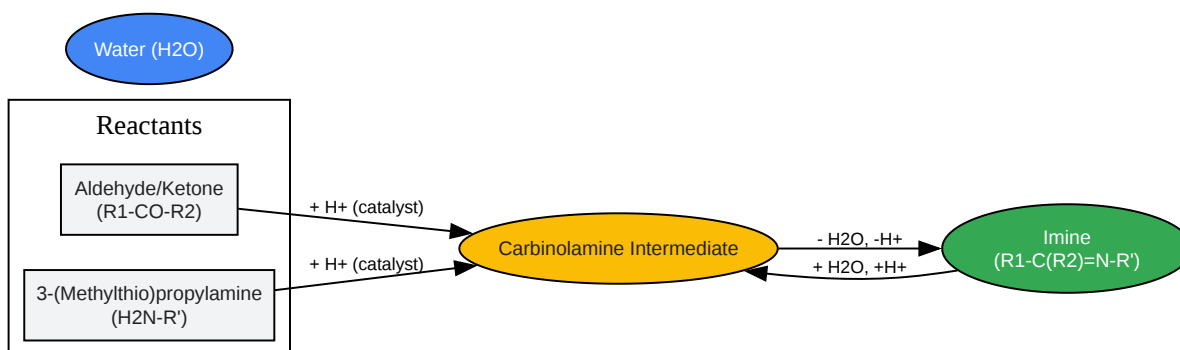 Water (H2O)
Reactants
Aldehyde/Ketone
(R1-CO-R2)
3-(Methylthio)propylamine
(H2N-R')
+ H+ (catalyst)
+ H+ (catalyst)
Carbinolamine Intermediate
- H2O, -H+
+ H2O, +H+
Imine
(R1-C(R2)=N-R')